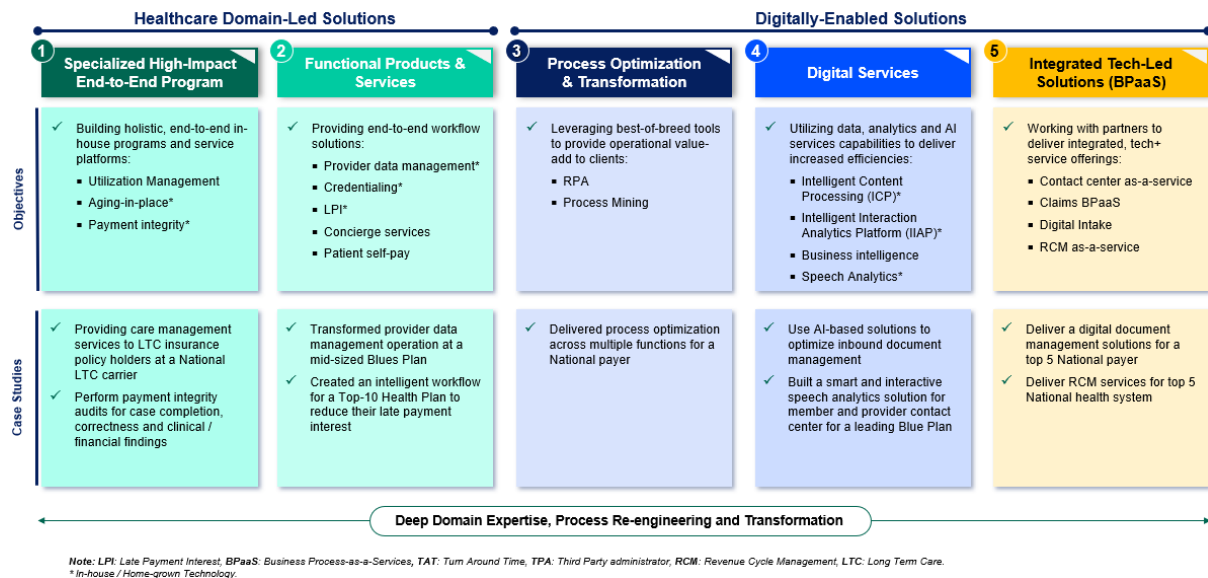 Healthcare Domain-Led Solutions
Digitally-Enabled Solutions
1
Specialized High-Impact
End-to-End Program
2
Functional Products &
Services
3
Process Optimization
& Transformation
4
Digital Services
5
Integrated Tech-Led
Solutions (BPaaS)
Objectives
✓ Building holistic, end-to-end in-
house programs and service
platforms:
▪ Utilization Management
▪ Aging-in-place*
▪ Payment integrity*
✓ Providing end-to-end workflow
solutions:
▪ Provider data management*
▪ Credentialing*
▪ LPI*
▪ Concierge services
▪ Patient self-pay
✓ Leveraging best-of-breed tools
to provide operational value-
add to clients:
▪ RPA
▪ Process Mining
✓ Utilizing data, analytics and AI
services capabilities to deliver
increased efficiencies:
▪ Intelligent Content
Processing (ICP)*
▪ Intelligent Interaction
Analytics Platform (IIAP)*
▪ Business intelligence
▪ Speech Analytics*
✓ Working with partners to
deliver integrated, tech+
service offerings:
▪ Contact center as-a-service
▪ Claims BPaaS
▪ Digital Intake
▪ RCM as-a-service
Case Studies
✓ Providing care management
services to LTC insurance
policy holders at a National
LTC carrier
✓ Perform payment integrity
audits for case completion,
correctness and clinical /
financial findings
✓ Transformed provider data
management operation at a
mid-sized Blues Plan
✓ Created an intelligent workflow
for a Top-10 Health Plan to
reduce their late payment
interest
✓ Delivered process optimization
across multiple functions for a
National payer
✓ Use AI-based solutions to
optimize inbound document
management
✓ Built a smart and interactive
speech analytics solution for
member and provider contact
center for a leading Blue Plan
✓ Deliver a digital document
management solutions for a
top 5 National payer
✓ Deliver RCM services for top 5
National health system
Deep Domain Expertise, Process Re-engineering and Transformation
Note: LPI: Late Payment Interest, BPaaS: Business Process-as-a-Services, TAT: Turn Around Time, TPA: Third Party administrator, RCM: Revenue Cycle Management, LTC: Long Term Care.
* In-house / Home-grown Technology.